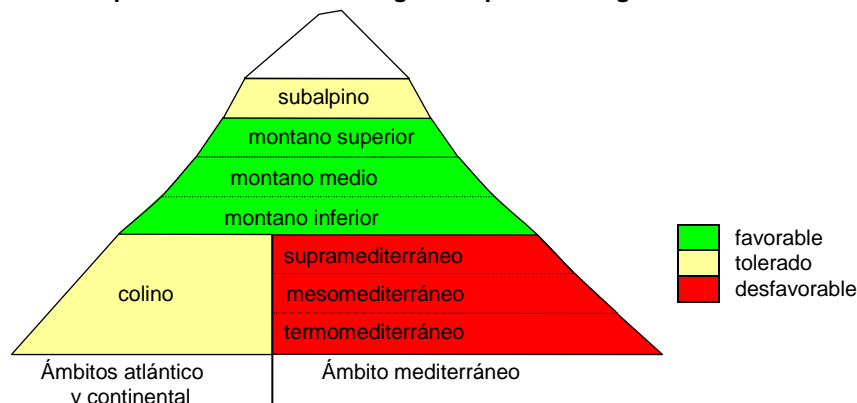 subalpino
montano superior
montano medio
montano inferior
supramediterráneo
colino
mesomediterráneo
termomediterráneo
favorable
tolerado
desfavorable
Ámbitos atlántico
y continental
Ámbito mediterráneo